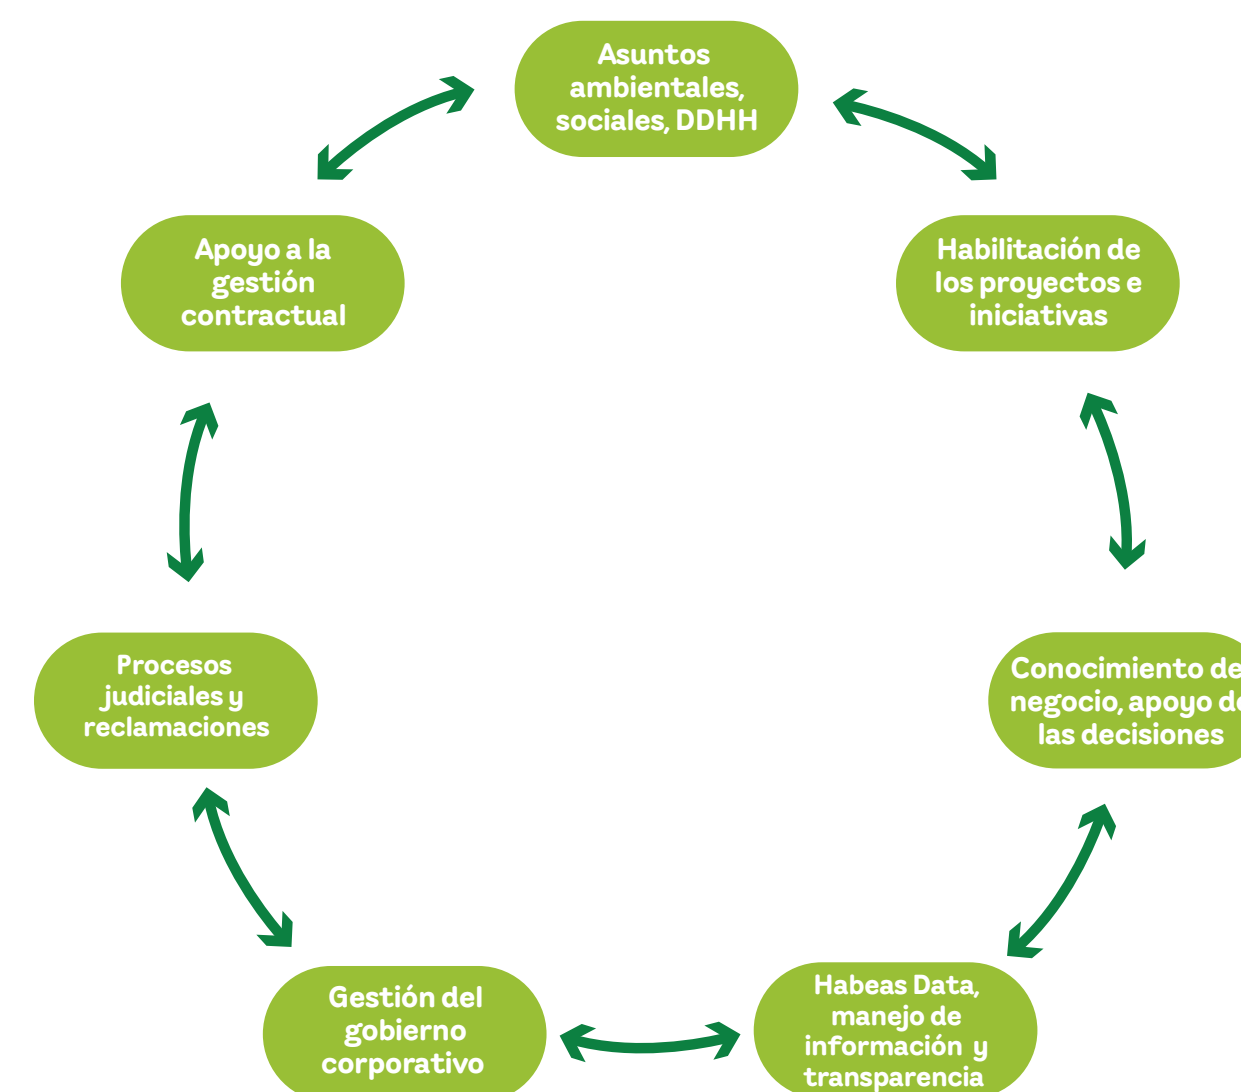 Asuntos
ambientales,
sociales, DDHH
Habilitación de
los proyectos e
iniciativas
Conocimiento de
negocio, apoyo de
las decisiones
Habeas Data,
manejo de
información y
transparencia
Gestión del
gobierno
corporativo
Procesos
judiciales y
reclamaciones
Apoyo a la
gestión
contractual